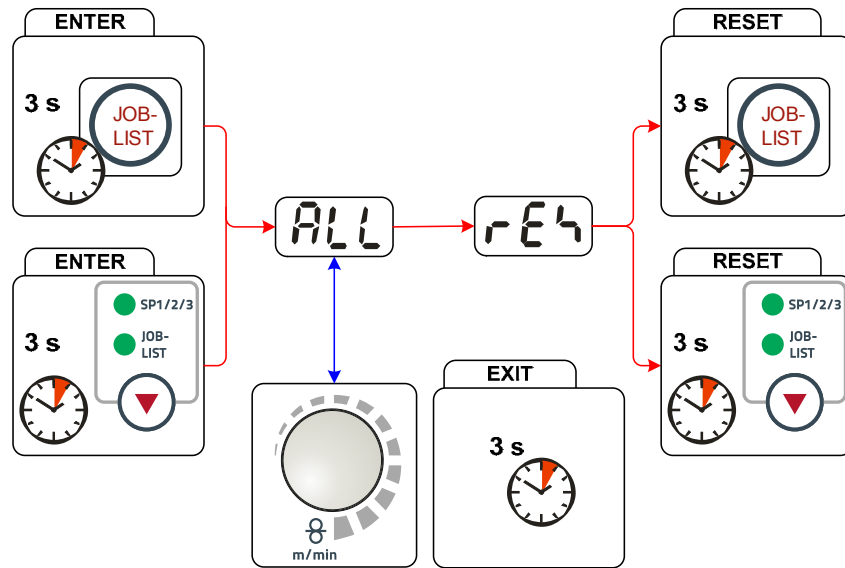 ENTER
3 s
JOB-
LIST
ENTER
3 s
SP1/2/3
JOB-
LIST
ALL
rEh
m/min
EXIT
3 s
RESET
3 s
JOB-
LIST
RESET
3 s
SP1/2/3
JOB-
LIST